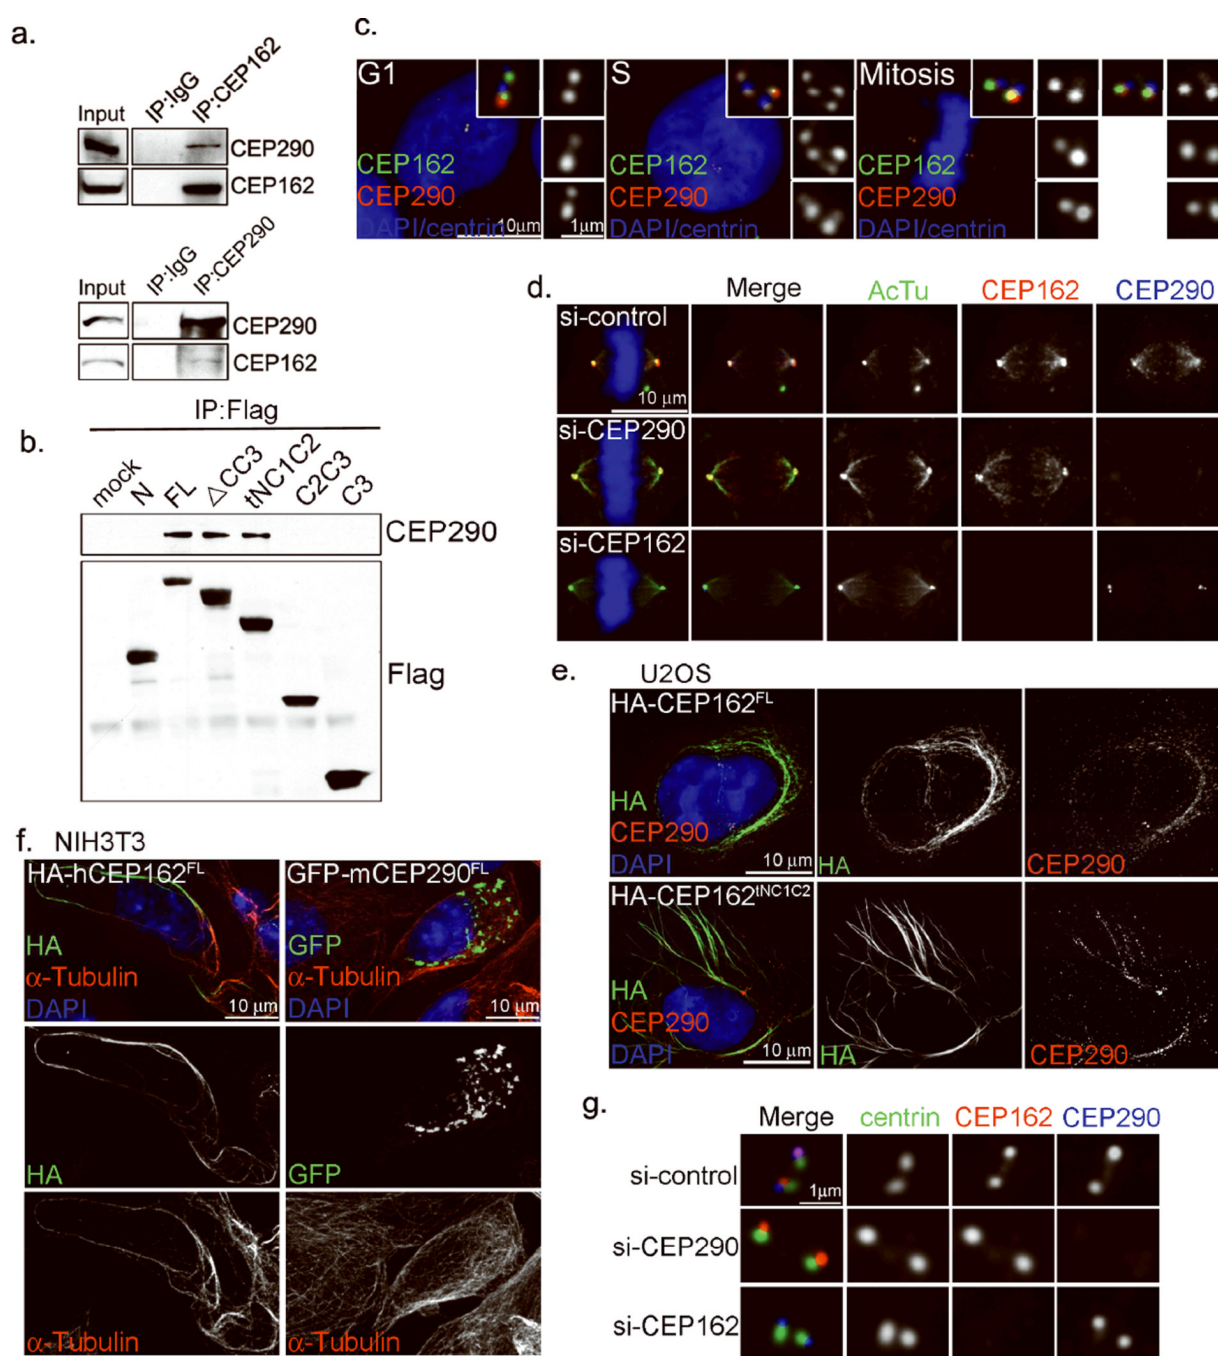 a.
Input
IP:IgG
IP:CEP162
CEP290
CEP162
Input
IP:IgG
IP:CEP290
CEP290
CEP162
b.
IP:Flag
mock
N
FL
△CC3
tNC1C2
C2C3
C3
CEP290
Flag
c.
G1
CEP162
CEP290
DAPI/centrin
10μm
1μm
S
CEP162
CEP290
DAPI/centrin
Mitosis
CEP162
CEP290
DAPI/centrin
d.
Merge
AcTu
CEP162
CEP290
si-control
10 μm
si-CEP290
si-CEP162
e.
U2OS
HA-CEP162FL
HA
CEP290
DAPI
10 μm
HA
CEP290
HA-CEP162tNC1C2
HA
CEP290
DAPI
10 μm
HA
CEP290
f.
NIH3T3
HA-hCEP162FL
HA
α-Tubulin
DAPI
10 μm
GFP-mCEP290FL
GFP
α-Tubulin
DAPI
10 μm
HA
GFP
α-Tubulin
α-Tubulin
g.
Merge
centrin
CEP162
CEP290
si-control
1μm
si-CEP290
si-CEP162